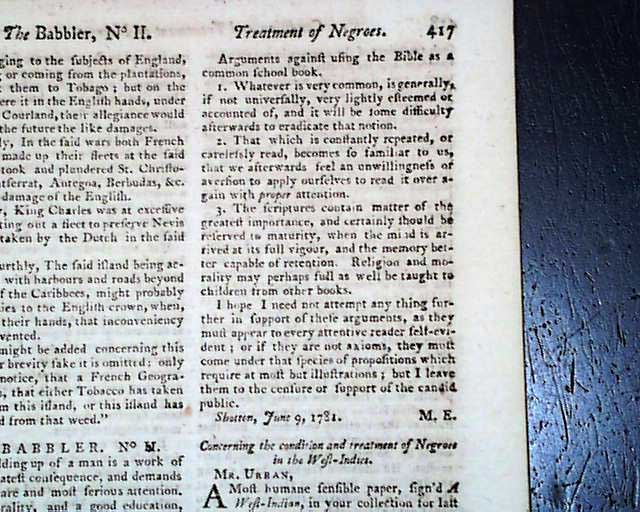 The Babbler, No II.
ging to the subjects of England,
or coming from the plantations,
them to Tobago; but on the
ere it in the English hands, under
Courland, their allegiance would
the future the like damages.
ly, In the said wars both French
made up their fleets at the said
took and plundered St. Christo-
tserrat, Antegoa, Berbudas, &c.
damage of the English.
, King Charles was at excessive
ting out a fleet to preserve Nevis
taken by the Dutch in the said
urthly, The said island being ac-
with harbours and roads beyond
f the Caribbees, might probably
ies to the English crown, when,
their hands, that inconveniency
vented.
might be added concerning this
r brevity sake it is omitted: only
notice, that a French Geogra-
s, that either Tobacco has taken
m this island, or this island has
d from that weed."
BABBLER. No II.
lding up of a man is a work of
atest consequence, and demands
are and most serious attention.
rality, and a good education,
Treatment of Negroes. 417
Arguments against using the Bible as a
common school book.
1. Whatever is very common, is generally,
if not universally, very lightly esteemed or
accounted of, and it will be some difficulty
afterwards to eradicate that notion.
2. That which is constantly repeated, or
carelessly read, becomes so familiar to us,
that we afterwards feel an unwillingness or
aversion to apply ourselves to read it over a-
gain with proper attention.
3. The scriptures contain matter of the
greatest importance, and certainly should be
reserved to maturity, when the mind is ar-
rived at its full vigour, and the memory bet-
ter capable of retention. Religion and mo-
rality may perhaps full as well be taught to
children from other books.
I hope I need not attempt any thing fur-
ther in support of these arguments, as they
must appear to every attentive reader self-evi-
dent; or if they are not axioms, they must
come under that species of propositions which
require at most but illustrations; but I leave
them to the censure or support of the candid
public.
Shotten, June 9, 1781. M. E.
Concerning the condition and treatment of Negroes
in the West-Indies.
MR. URBAN,
A Most humane sensible paper, sign'd A
West-Indian, in your collection for last